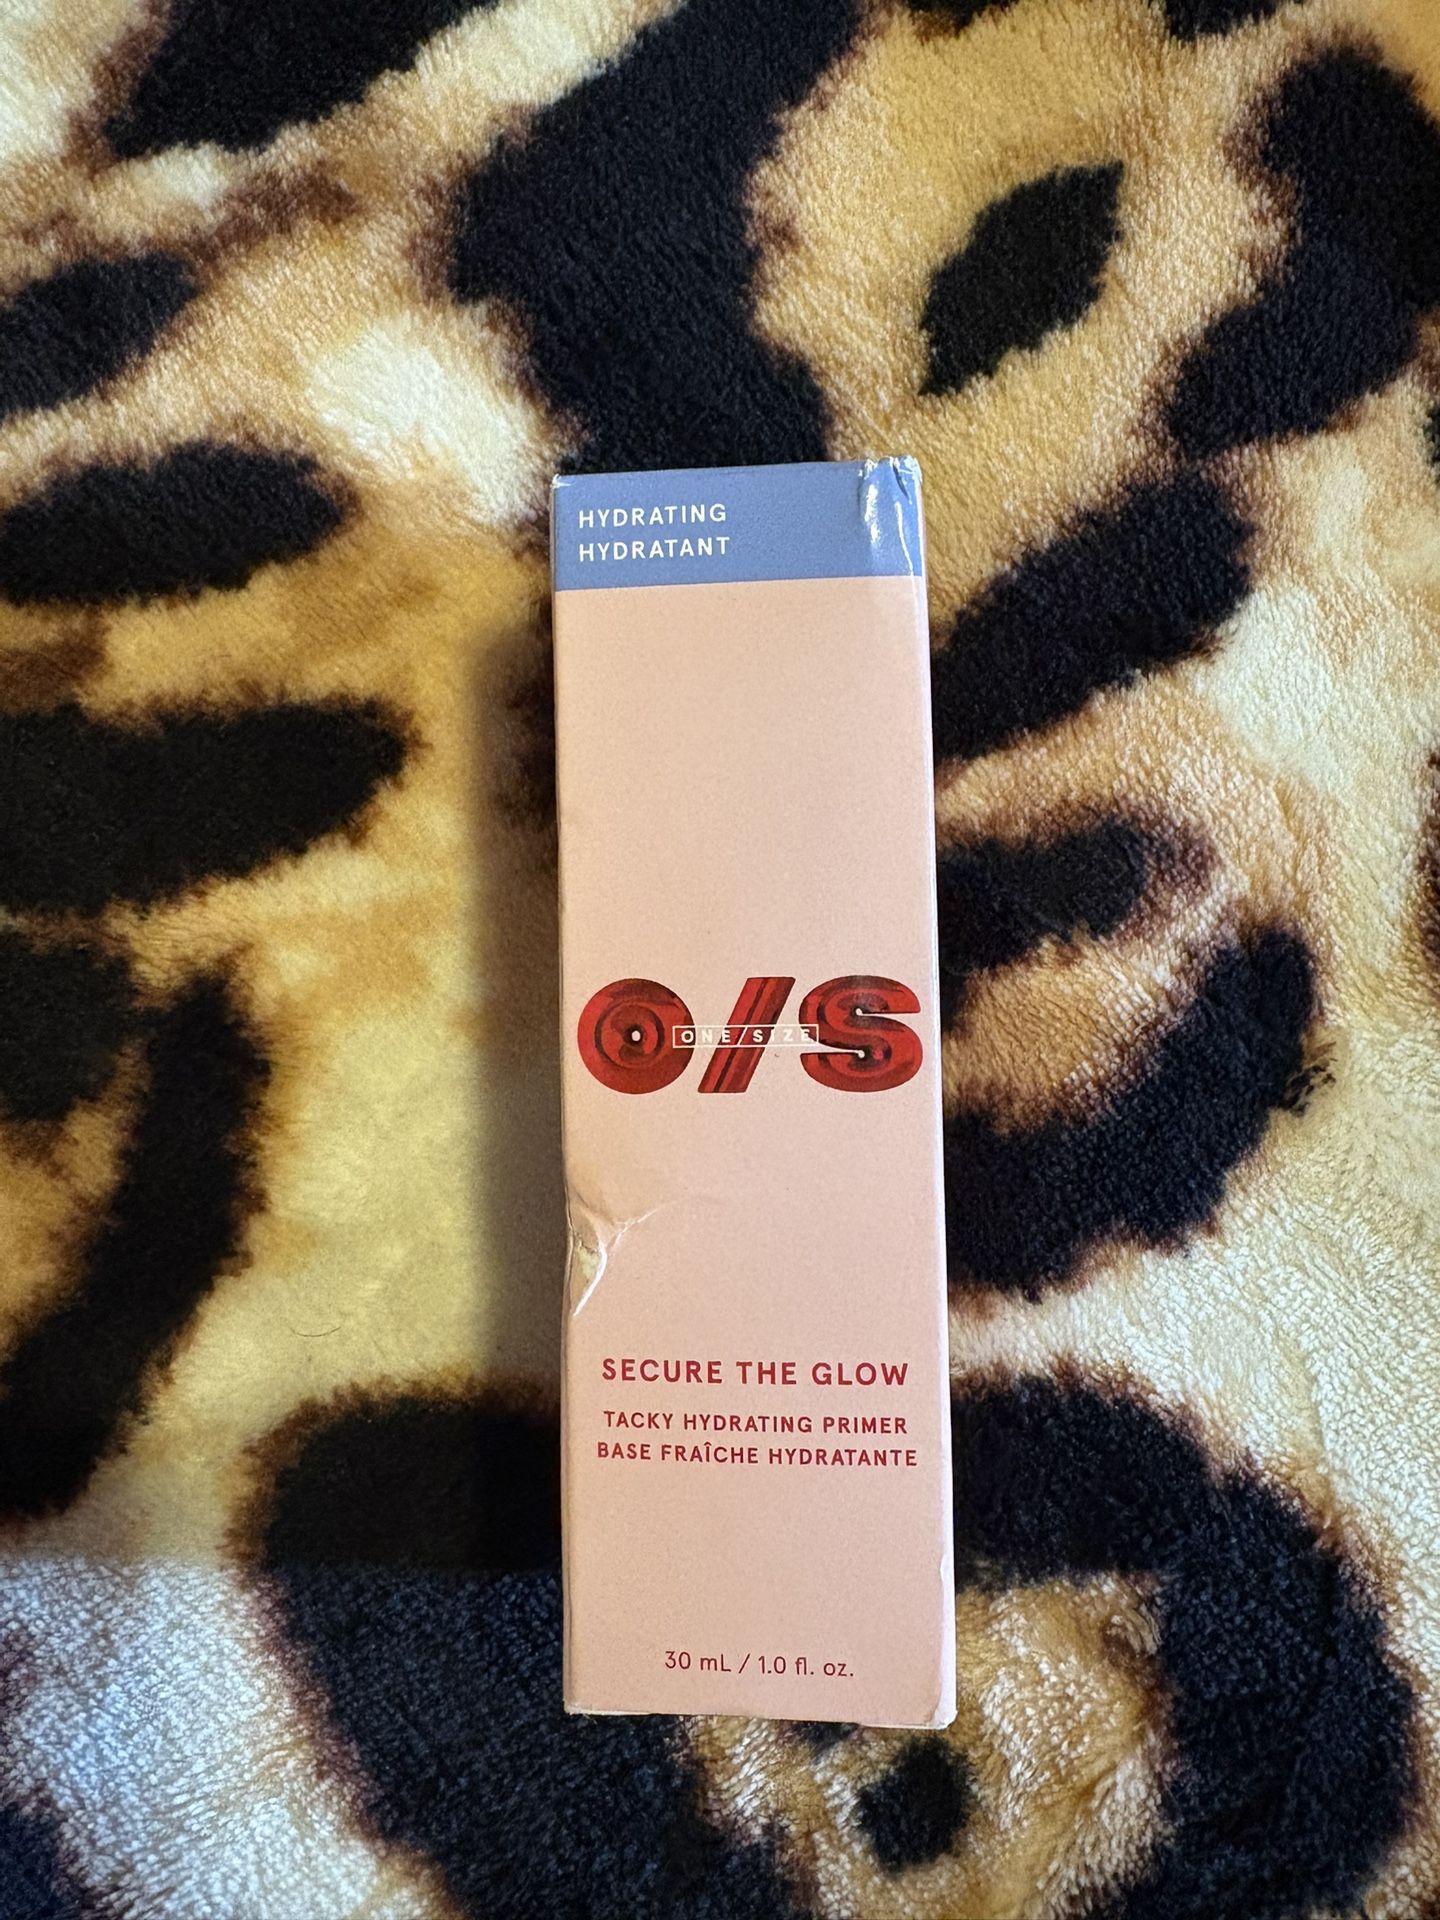 HYDRATING
HYDRATANT
O/S
ONE/SIZE
SECURE THE GLOW
TACKY HYDRATING PRIMER
BASE FRAÎCHE HYDRATANTE
30 mL / 1.0 fl. oz.